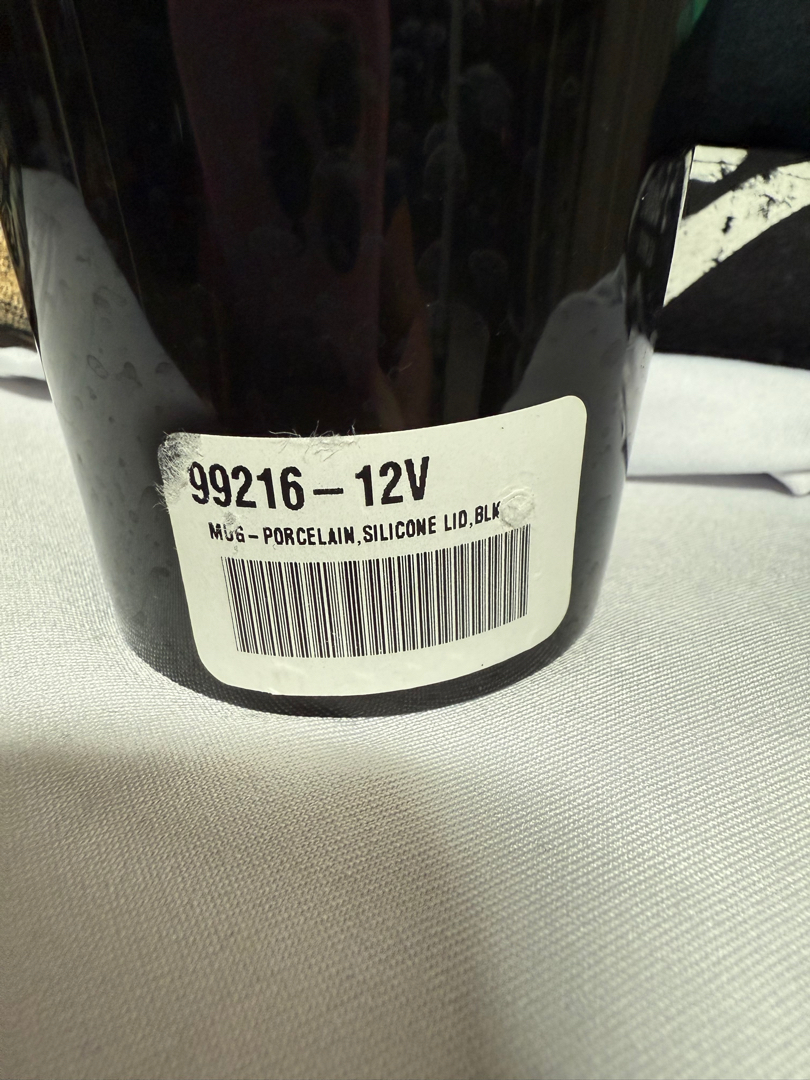 99216-12V
MUG-PORCELAIN,SILICONE LID,BLK